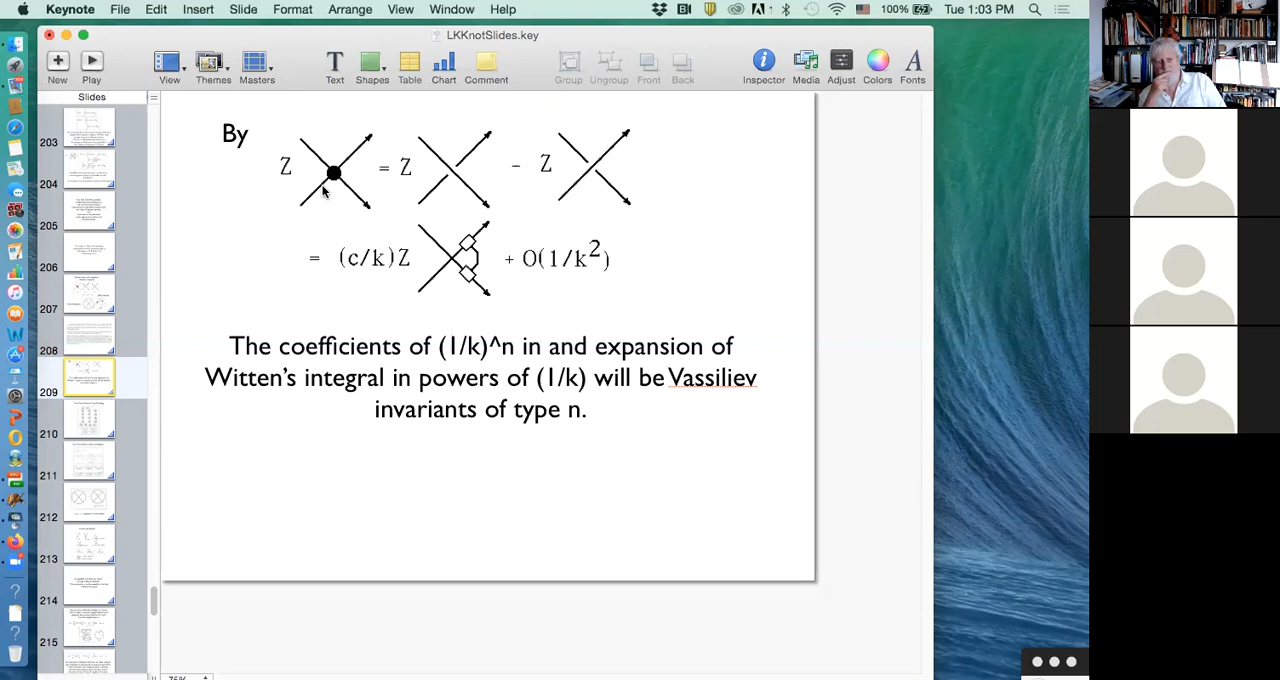 Keynote File Edit Insert Slide Format Arrange View Window Help 100% Tue 1:03 PM
LKKnotSlides.key
New Play View Themes Masters Text Shapes Table Chart Comment Group Ungroup Front Back Inspector Media Adjust Colors Fonts
Slides
203
204
205
206
207
208
209
210
211
212
213
214
215
By
Z = Z - Z
= (c/k)Z + O(1/k²)
The coefficients of (1/k)^n in and expansion of
Witten's integral in powers of (1/k) will be Vassiliev
invariants of type n.